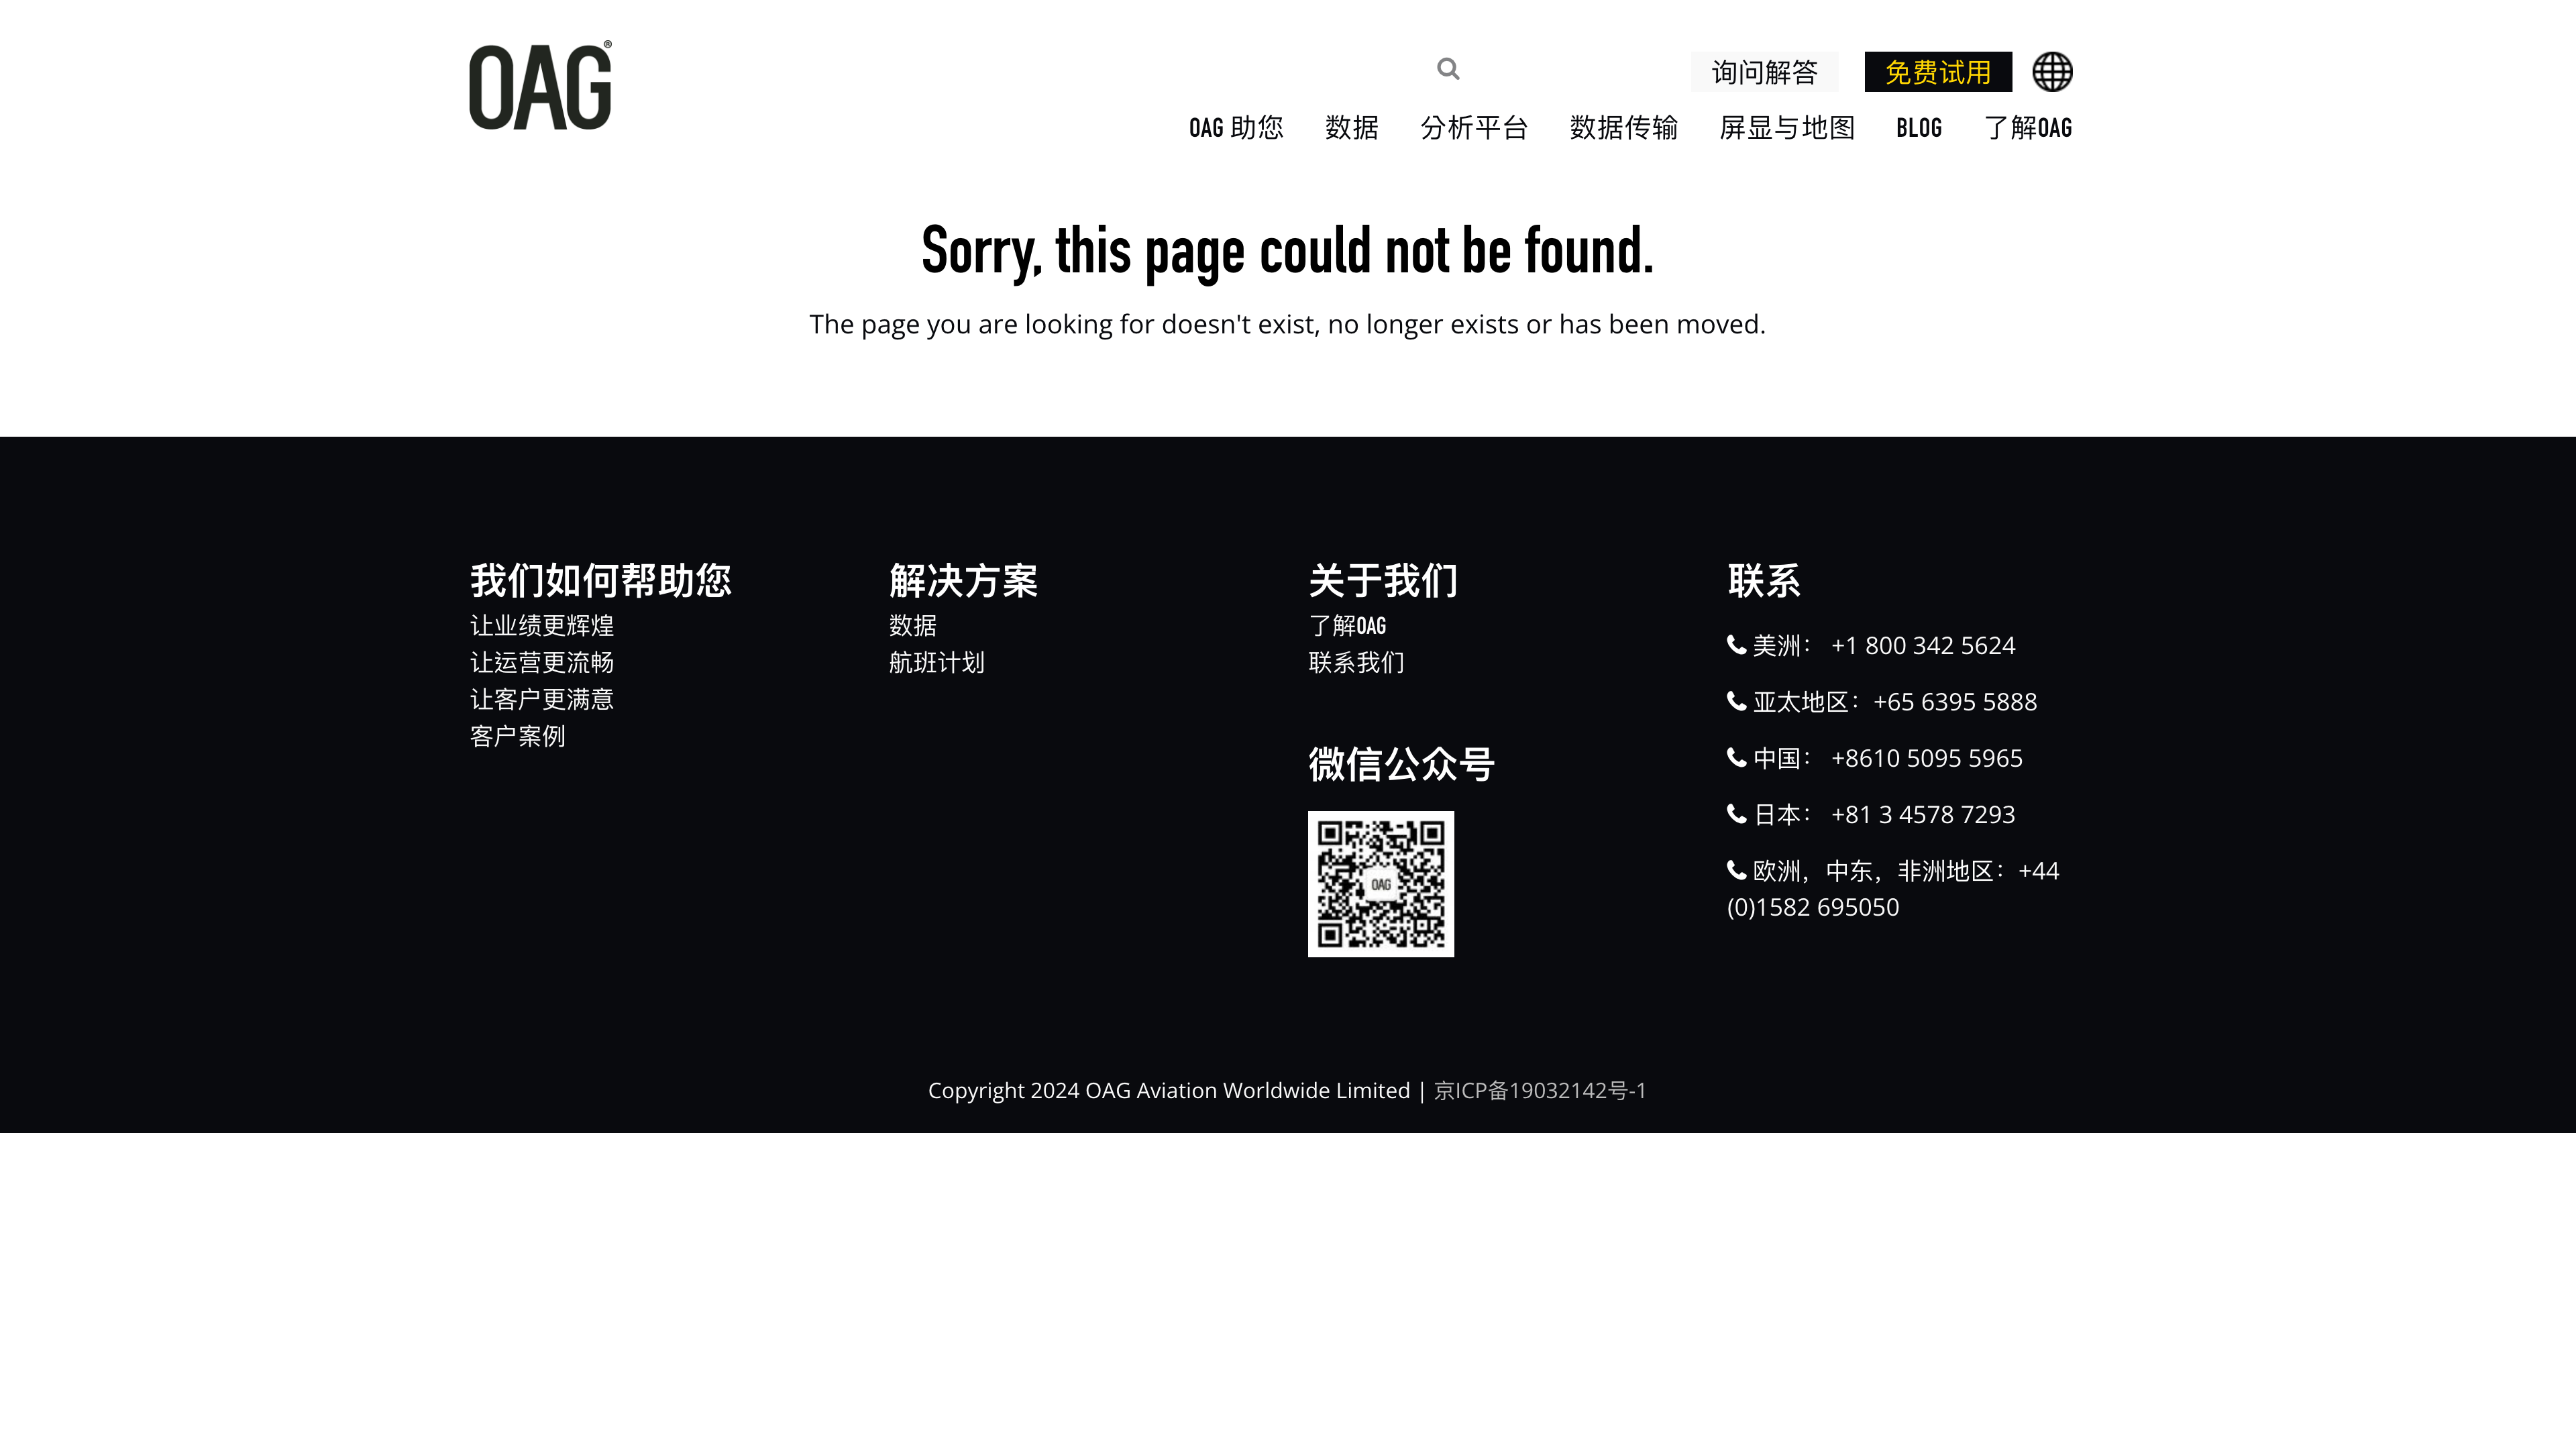 OAG®
询问解答
免费试用
OAG 助您 数据 分析平台 数据传输 屏显与地图 BLOG 了解OAG
Sorry, this page could not be found.
The page you are looking for doesn't exist, no longer exists or has been moved.
我们如何帮助您
让业绩更辉煌
让运营更流畅
让客户更满意
客户案例
解决方案
数据
航班计划
关于我们
了解OAG
联系我们
微信公众号
OAG
联系
美洲： +1 800 342 5624
亚太地区：+65 6395 5888
中国： +8610 5095 5965
日本： +81 3 4578 7293
欧洲，中东，非洲地区：+44
(0)1582 695050
Copyright 2024 OAG Aviation Worldwide Limited | 京ICP备19032142号-1